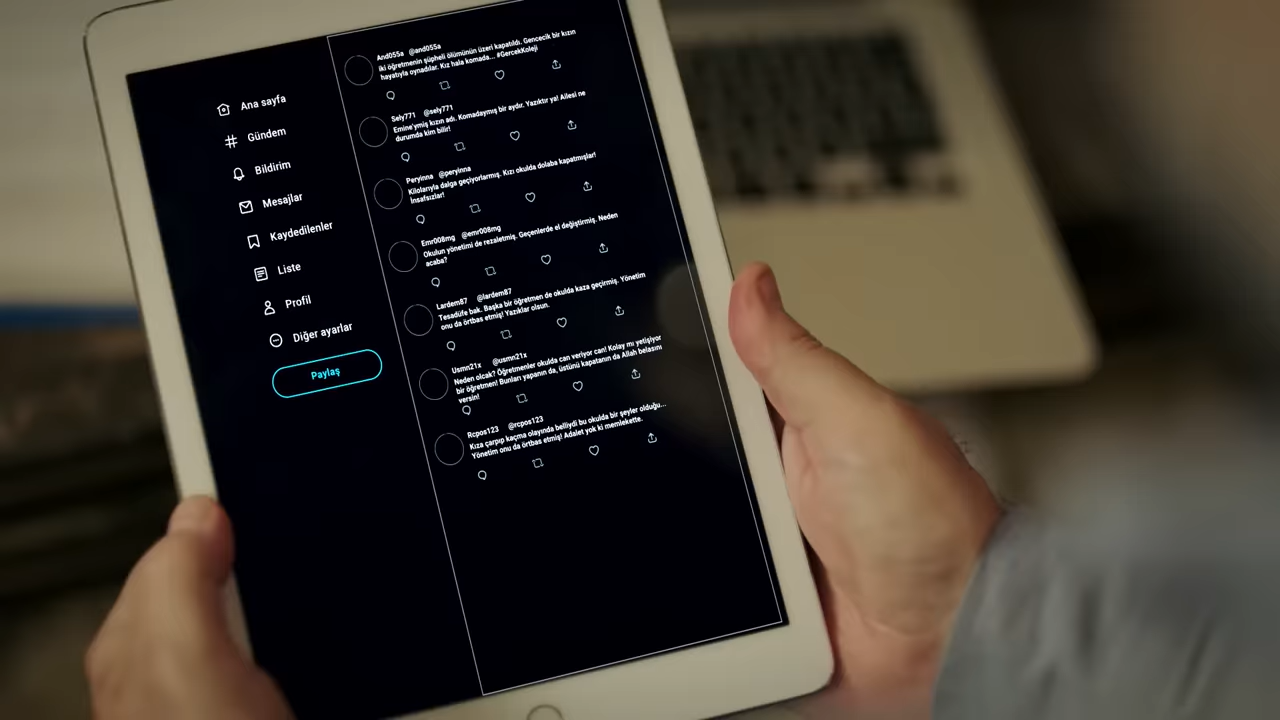 Ana sayfa
Gündem
Bildirim
Mesajlar
Kaydedilenler
Liste
Profil
Diğer ayarlar
Paylaş
And055a @and055a
iki öğretmenin şüpheli ölümünün üzeri kapatıldı. Gencecik bir kızın
hayatıyla oynadılar. Kız hala komada... #GercekKoleji
Sely771 @sely771
Emine'ymiş kızın adı. Komadaymış bir aydır. Yazıktır ya! Ailesi ne
durumda kim bilir!
Peryinna @peryinna
Kilolarıyla dalga geçiyorlarmış. Kızı okulda dolaba kapatmışlar!
İnsafsızlar!
Emr008mg @emr008mg
Okulun yönetimi de rezaletmiş. Geçenlerde el değiştirmiş. Neden
acaba?
Lardem87 @lardem87
Tesadüfe bak. Başka bir öğretmen de okulda kaza geçirmiş. Yönetim
onu da örtbas etmiş! Yazıklar olsun.
Usmn21x @usmn21x
Neden olcak? Öğretmenler okulda can veriyor can! Kolay mı yetişiyor
bir öğretmen! Bunları yapanın da, üstünü kapatanın da Allah belasını
versin!
Rcpos123 @rcpos123
Kıza çarpıp kaçma olayında belliydi bu okulda bir şeyler olduğu...
Yönetim onu da örtbas etmiş! Adalet yok ki memlekette.